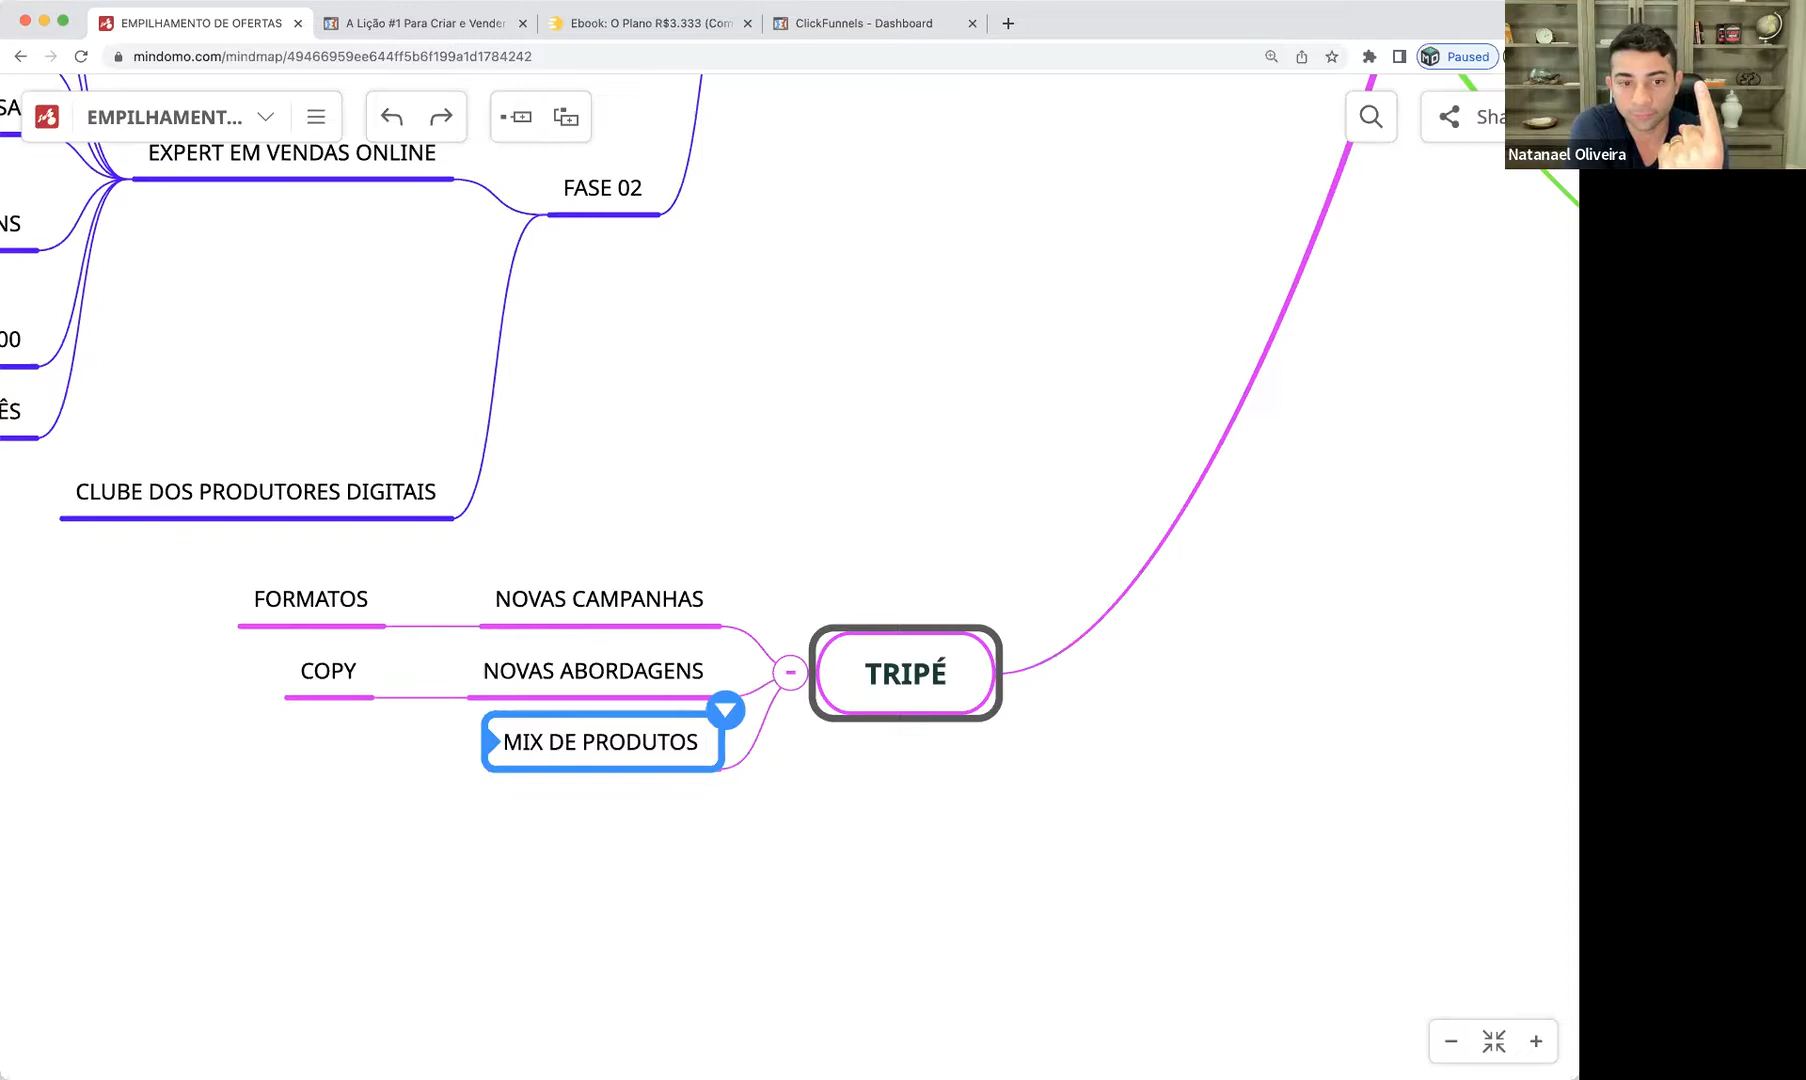 EMPILHAMENTO DE OFERTAS
A Lição #1 Para Criar e Vender
Ebook: O Plano R$3.333 (Com
ClickFunnels - Dashboard
mindomo.com/mindmap/49466959ee644ff5b6f199a1d1784242
Paused
SA
EMPILHAMENT...
Sha
Natanael Oliveira
EXPERT EM VENDAS ONLINE
FASE 02
NS
00
ÊS
CLUBE DOS PRODUTORES DIGITAIS
FORMATOS
NOVAS CAMPANHAS
COPY
NOVAS ABORDAGENS
TRIPÉ
MIX DE PRODUTOS